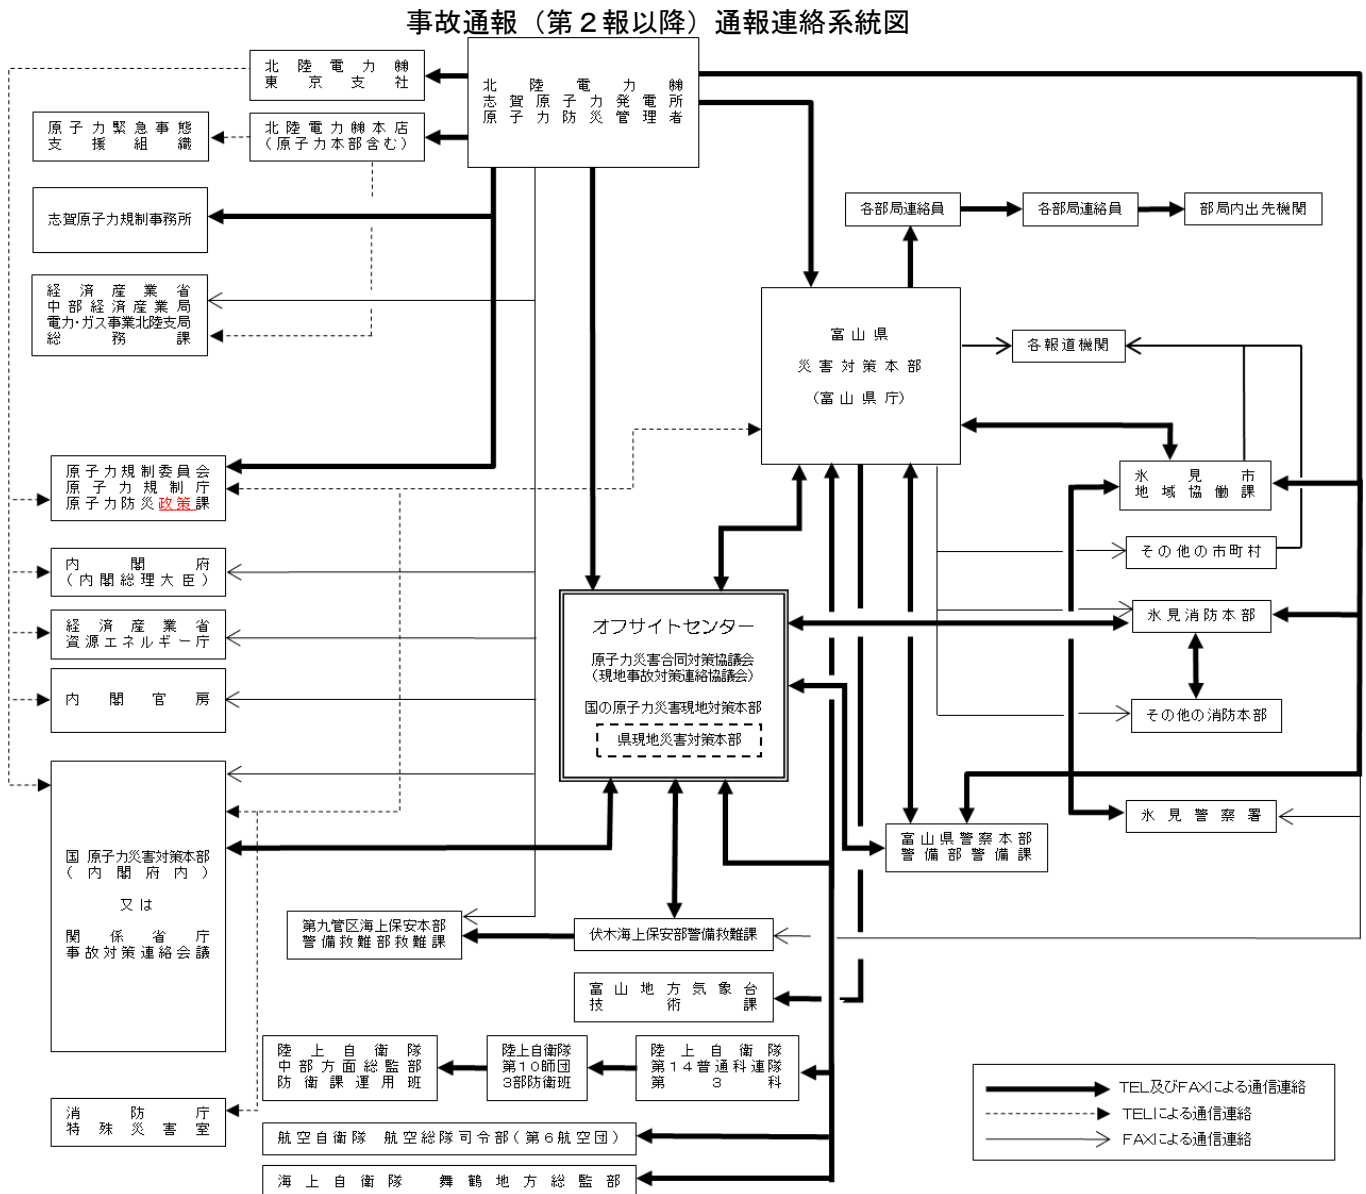 事故通報（第２報以降）通報連絡系統図
北陸電力㈱
東京支社
北陸電力㈱
志賀原子力発電所
原子力防災管理者
原子力緊急事態
支援組織
北陸電力㈱本店
（原子力本部含む）
志賀原子力規制事務所
各部局連絡員
各部局連絡員
部局内出先機関
経済産業省
中部経済産業局
電力・ガス事業北陸支局
総務課
富山県
災害対策本部
（富山県庁）
各報道機関
原子力規制委員会
原子力規制庁
原子力防災政策課
氷見市
地域協働課
内閣府
（内閣総理大臣）
その他の市町村
経済産業省
資源エネルギー庁
氷見消防本部
オフサイトセンター
原子力災害合同対策協議会
（現地事故対策連絡協議会）
国の原子力災害現地対策本部
県現地災害対策本部
内閣官房
その他の消防本部
国 原子力災害対策本部
（内閣府内）
又は
関係省庁
事故対策連絡会議
氷見警察署
富山県警察本部
警備部警備課
第九管区海上保安本部
警備救難部救難課
伏木海上保安部警備救難課
富山地方気象台
技術課
陸上自衛隊
中部方面総監部
防衛課運用班
陸上自衛隊
第１０師団
３部防衛班
陸上自衛隊
第１４普通科連隊
第３科
消防庁
特殊災害室
航空自衛隊 航空総隊司令部（第６航空団）
海上自衛隊 舞鶴地方総監部
TEL及びFAXによる通信連絡
TELによる通信連絡
FAXによる通信連絡